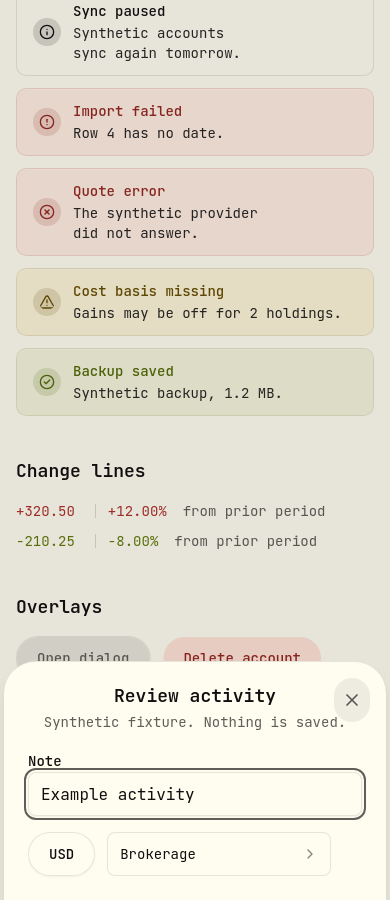 Sync paused
Synthetic accounts
sync again tomorrow.
Import failed
Row 4 has no date.
Quote error
The synthetic provider
did not answer.
Cost basis missing
Gains may be off for 2 holdings.
Backup saved
Synthetic backup, 1.2 MB.
Change lines
+320.50 +12.00% from prior period
-210.25 -8.00% from prior period
Overlays
Open dialog Delete account
Review activity
Synthetic fixture. Nothing is saved.
Note
Example activity
USD Brokerage